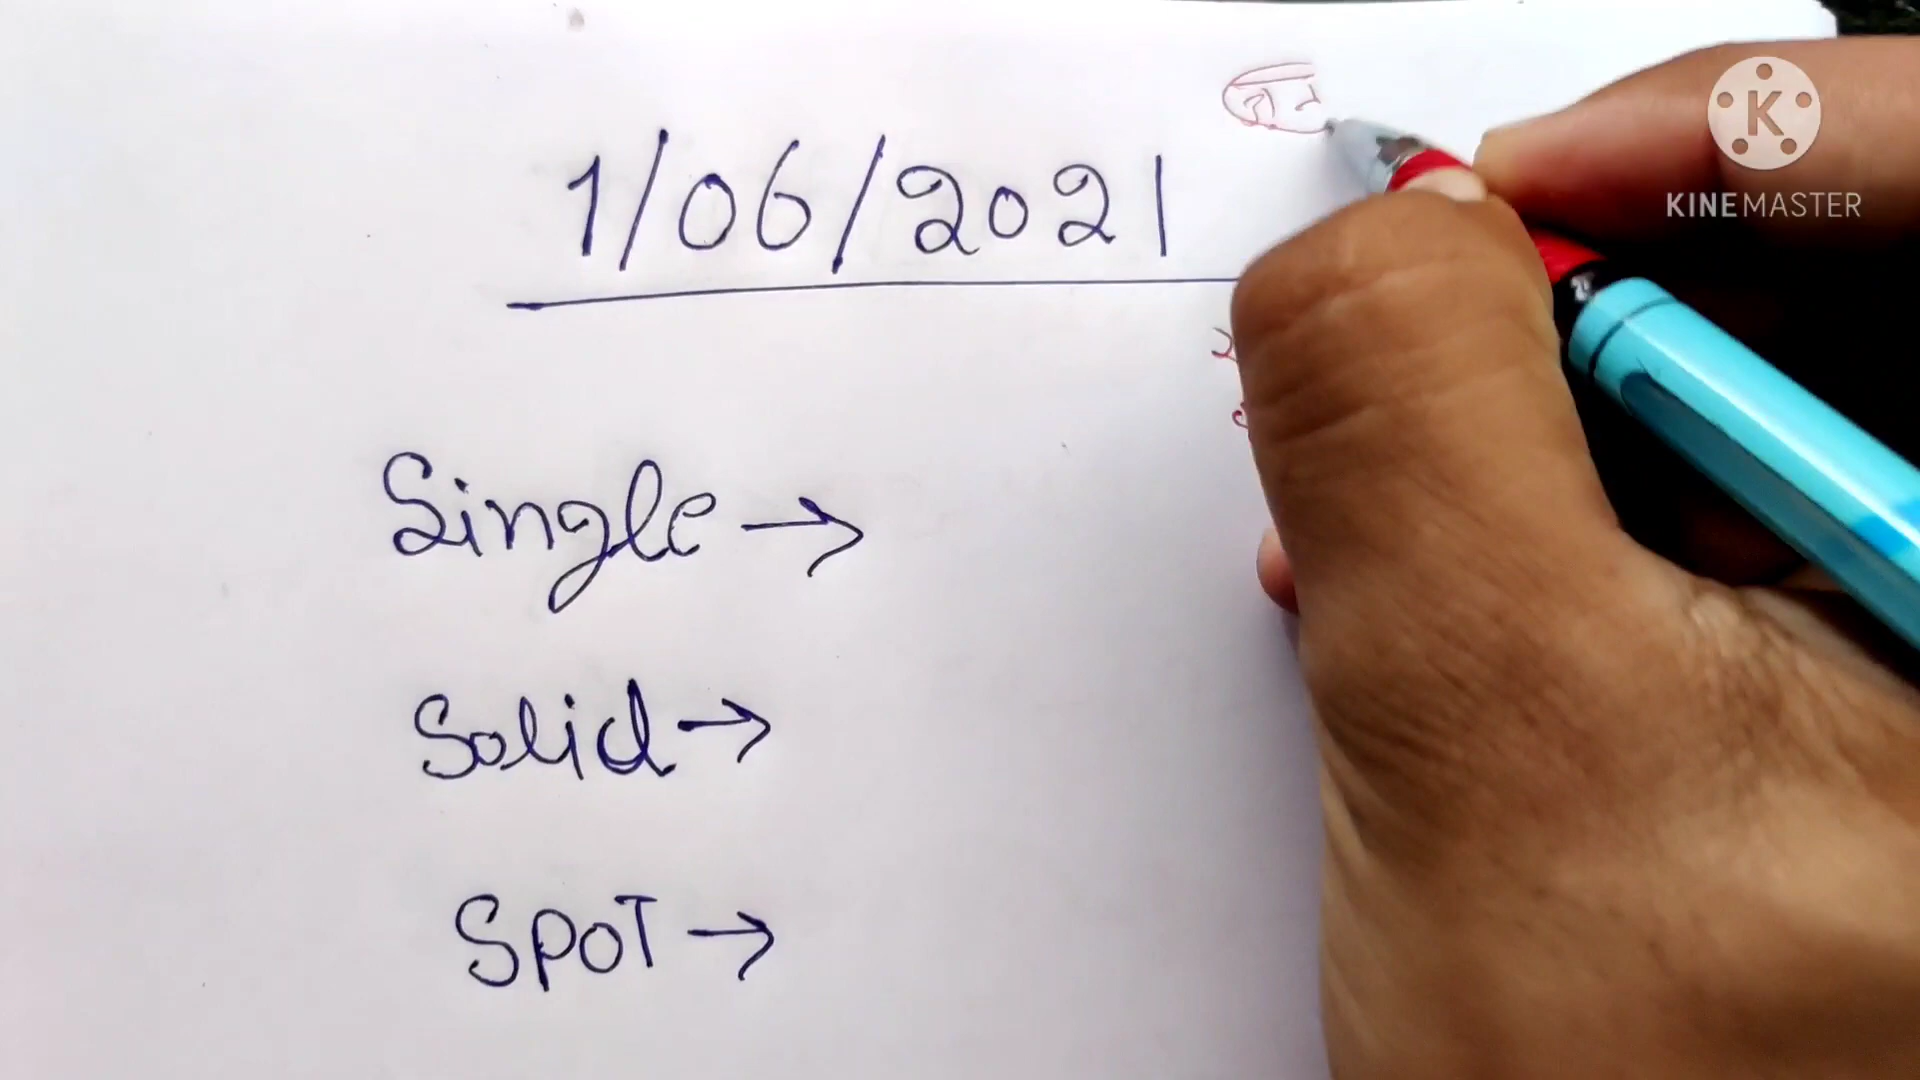 1/06/2021
Single →
Solid →
SPOT →
KINEMASTER